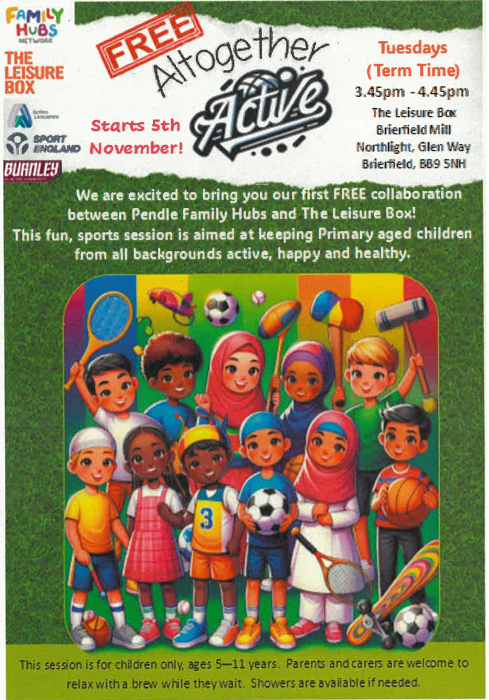 FAMILY
HUBS
NETWORK
THE
LEISURE
BOX
Active
Lancashire
SPORT
ENGLAND
BURNLEY
FREE
Altogether
Active
Starts 5th
November!
Tuesdays
(Term Time)
3.45pm - 4.45pm
The Leisure Box
Brierfield Mill
Northlight, Glen Way
Brierfield, BB9 5NH
We are excited to bring you our first FREE collaboration
between Pendle Family Hubs and The Leisure Box!
This fun, sports session is aimed at keeping Primary aged children
from all backgrounds active, happy and healthy.
3
This session is for children only, ages 5—11 years. Parents and carers are welcome to
relax with a brew while they wait. Showers are available if needed.